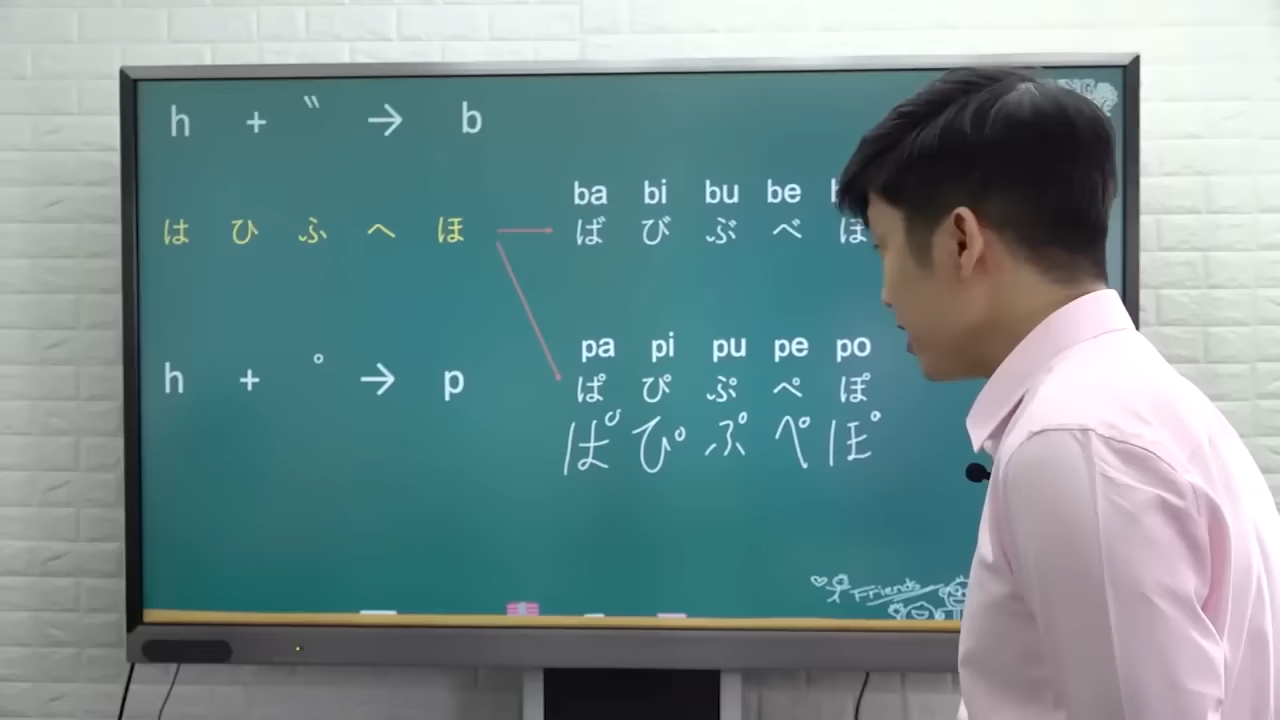 h + ゛ → b
ba bi bu be
は ひ ふ へ ほ → ば び ぶ べ ぼ
pa pi pu pe po
h + ゜ → p
ぱ ぴ ぷ ぺ ぽ
ぱ ぴ ぷ ぺ ぽ
Friends